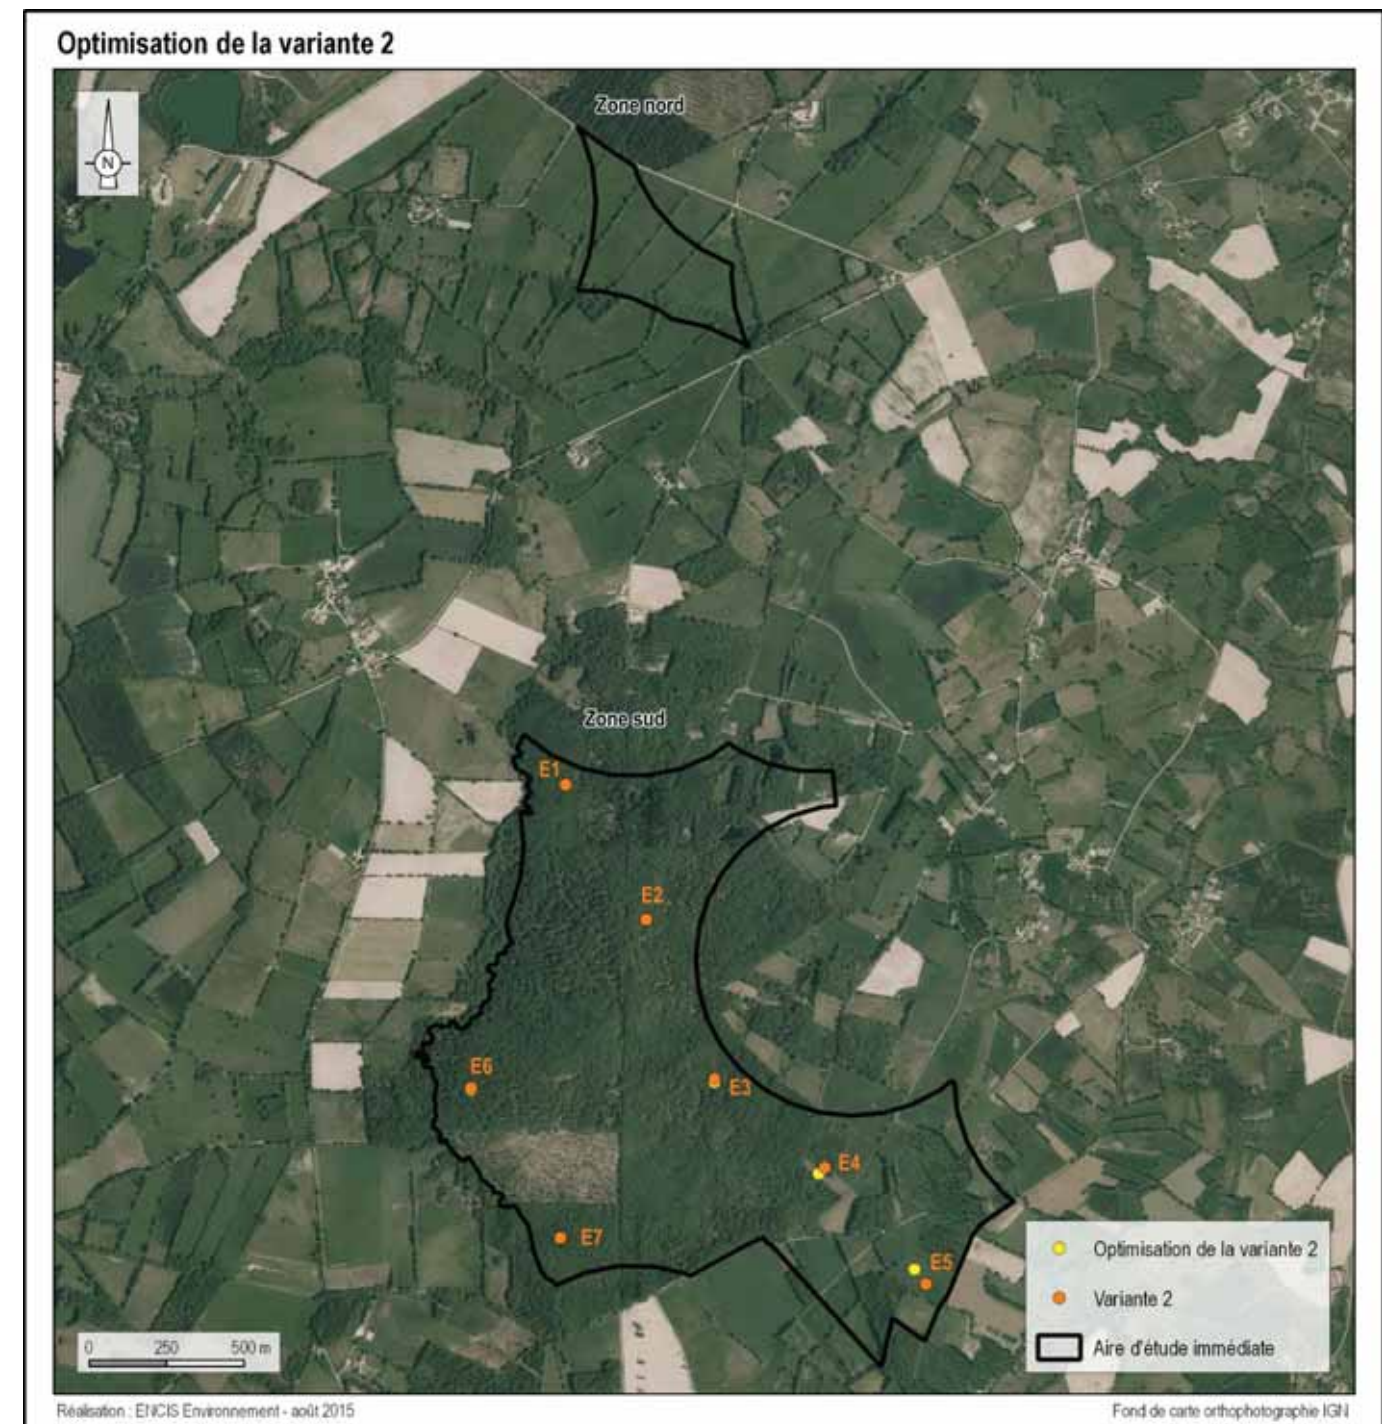 Optimisation de la variante 2
Zone nord
N
Zone sud
E1
E2
E6
E3
E4
E7
E5
Optimisation de la variante 2
Variante 2
Aire d'étude immédiate
0 250 500 m
Réalisation : ENCIS Environnement - août 2015
Fond de carte orthophotographie IGN